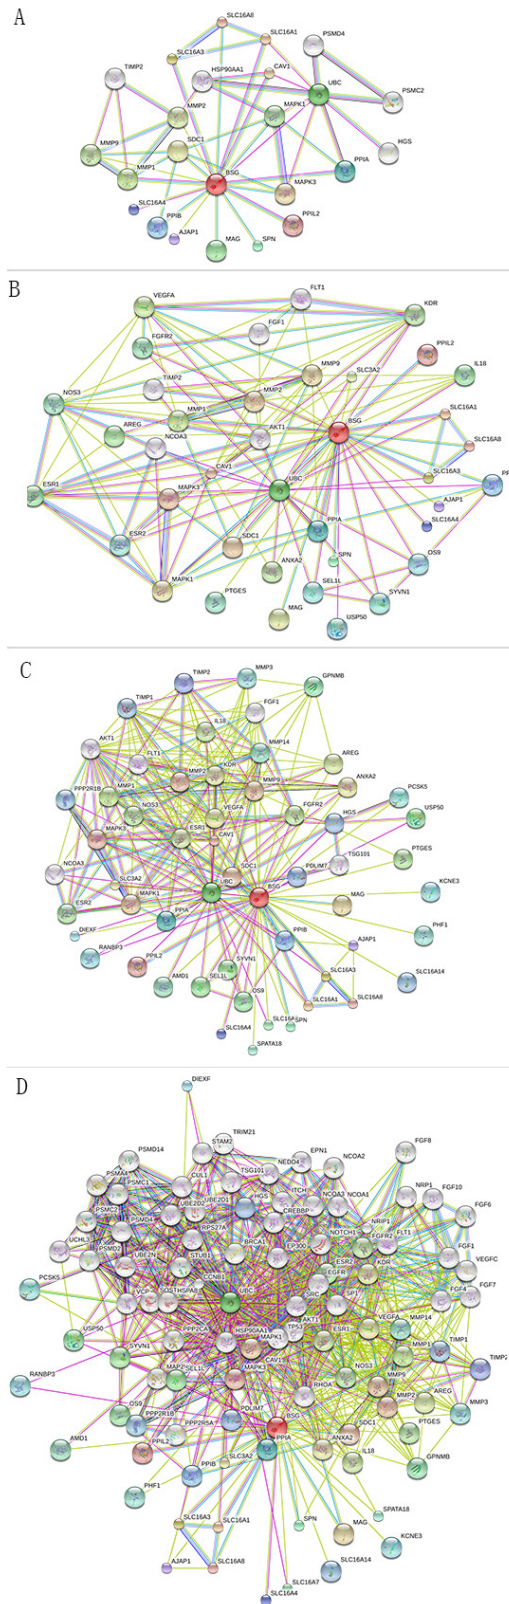 A
SLC16A8
SLC16A1
PSMD4
SLC16A3
TIMP2
HSP90AA1
CAV1
UBC
PSMC2
MMP2
MAPK1
SDC1
HGS
MMP9
MMP1
PPIA
BSG
MAPK3
SLC16A4
PPIB
PPIL2
AJAP1
MAG
SPN
B
FLT1
VEGFA
KDR
FGF1
FGFR2
PPIL2
MMP9
IL18
TIMP2
SLC3A2
NOS3
MMP2
MMP1
SLC16A1
AREG
AKT1
BSG
NCOA3
SLC16A8
CAV1
UBC
SLC16A3
ESR1
MAPK3
AJAP1
PPIA
SLC16A4
ESR2
SDC1
SPN
OS9
ANXA2
MAPK1
SEL1L
SYVN1
PTGES
MAG
USP50
C
MMP3
TIMP2
GPNMB
TIMP1
FGF1
IL18
AKT1
MMP14
FLT1
AREG
KDR
MMP2
ANXA2
MMP9
PPP2R1B
MMP1
PCSK5
NOS3
VEGFA
FGFR2
HGS
USP50
MAPK3
ESR1
CAV1
TSG101
PTGES
NCOA3
SDC1
PDLIM7
SLC3A2
UBC
BSG
KCNE3
ESR2
MAPK1
MAG
PPIA
DIEXF
PHF1
PPIB
RANBP3
AJAP1
PPIL2
SYVN1
AMD1
SEL1L
SLC16A3
SLC16A14
OS9
SLC16A1
SLC16A8
SLC16A4
SPN
SPATA18
D
DIEXF
TRIM21
STAM2
EPN1
FGF8
PSMD14
NEDD4
NCOA2
TSG101
PSMA4
CUL1
PSMC1
ITCH
NRP1
FGF10
UBE2D1
HGS
NCOA3
NCOA1
PSMC2
UBE2D2
CREBBP
FGF6
PSMD4
RPS27A
NRIP1
UCHL3
NOTCH1
FLT1
BRCA1
FGFR2
PSMD2
UBE2N
EP300
FGF1
STUB1
ESR2
VEGFC
KDR
CCNB1
EGFR
PCSK5
VCP
HSPA8
UBC
SRC
FGF4
FGF7
SP1
AKT1
VEGFA
MMP14
USP50
PPP2CA
HSP90AA1
TP53
ESR1
SYVN1
MAPK1
MMP1
TIMP1
CAV1
SEL1L
MAPK3
NOS3
TIMP2
RANBP3
MMP9
RHOA
MMP2
AREG
OS9
PPP2R1B
PDLIM7
MMP3
PPP2R5A
BSG
SDC1
PTGES
AMD1
PPIL2
PPIA
ANXA2
SLC3A2
IL18
PPIB
GPNMB
PHF1
SPATA18
SLC16A3
SLC16A1
SPN
MAG
KCNE3
AJAP1
SLC16A8
SLC16A14
SLC16A7
SLC16A4